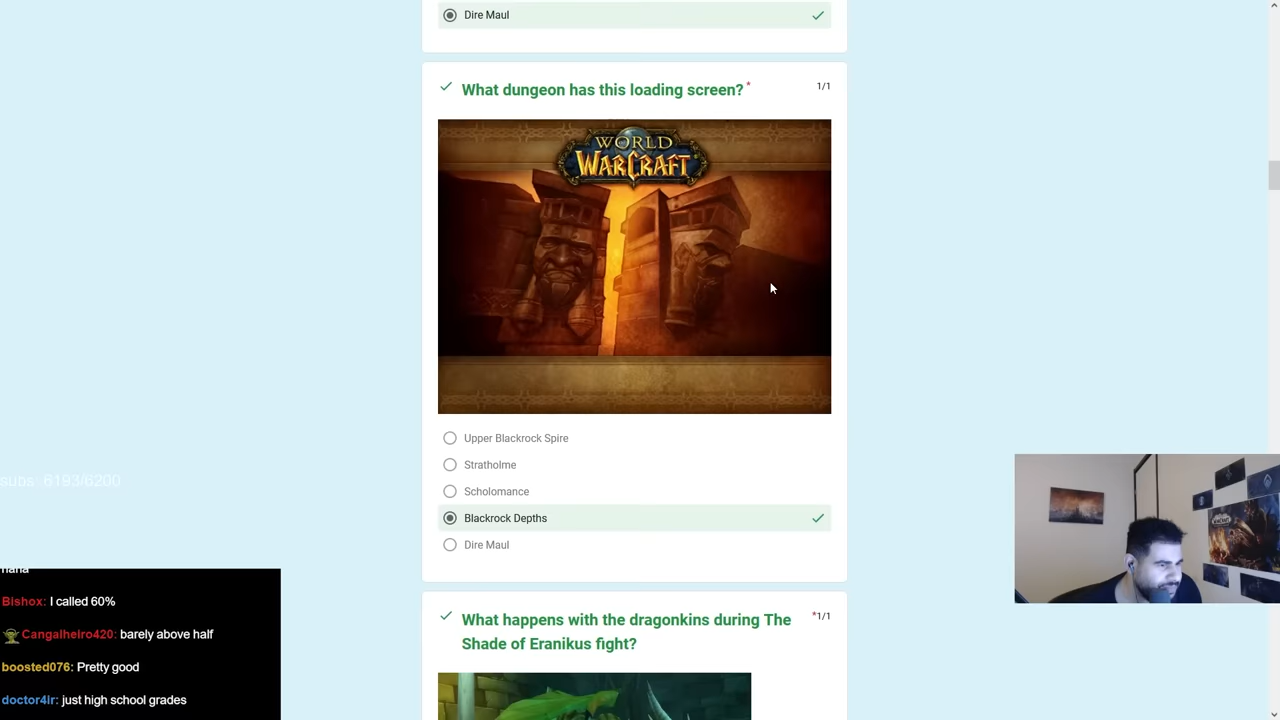 Dire Maul
What dungeon has this loading screen? *
1/1
WORLD
WARCRAFT
Upper Blackrock Spire
Stratholme
Scholomance
Blackrock Depths
Dire Maul
What happens with the dragonkins during The
Shade of Eranikus fight?
*1/1
subs: 6193/6200
haha
Bishox: I called 60%
Cangalheiro420: barely above half
boosted076: Pretty good
doctor4ir: just high school grades